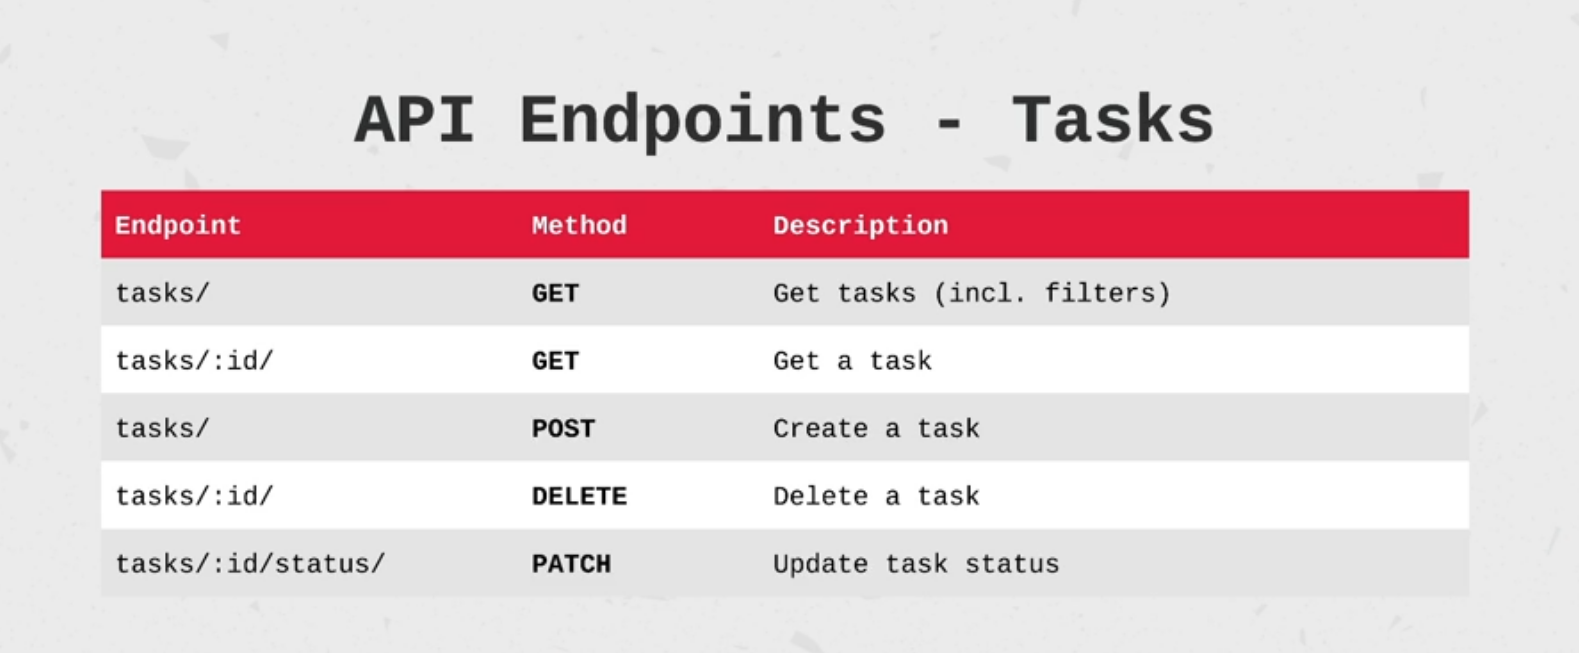 API Endpoints - Tasks
Endpoint Method Description
tasks/ GET Get tasks (incl. filters)
tasks/:id/ GET Get a task
tasks/ POST Create a task
tasks/:id/ DELETE Delete a task
tasks/:id/status/ PATCH Update task status